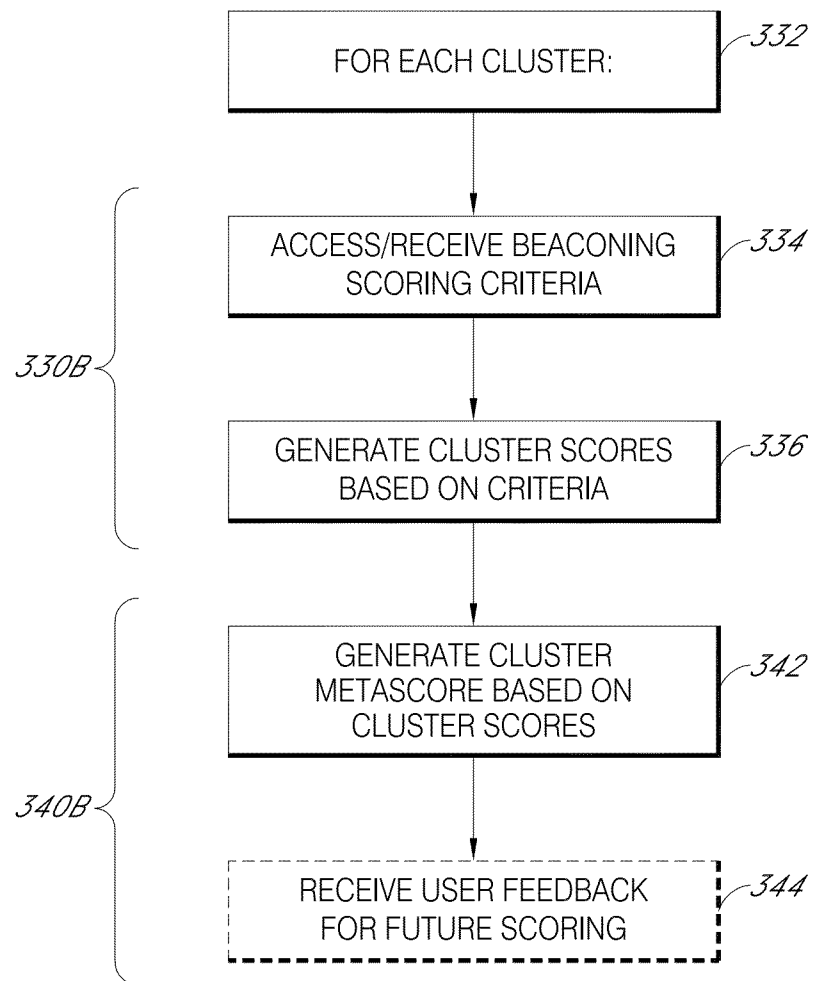 FOR EACH CLUSTER:
332
ACCESS/RECEIVE BEACONING
SCORING CRITERIA
334
330B
GENERATE CLUSTER SCORES
BASED ON CRITERIA
336
GENERATE CLUSTER
METASCORE BASED ON
CLUSTER SCORES
342
340B
RECEIVE USER FEEDBACK
FOR FUTURE SCORING
344